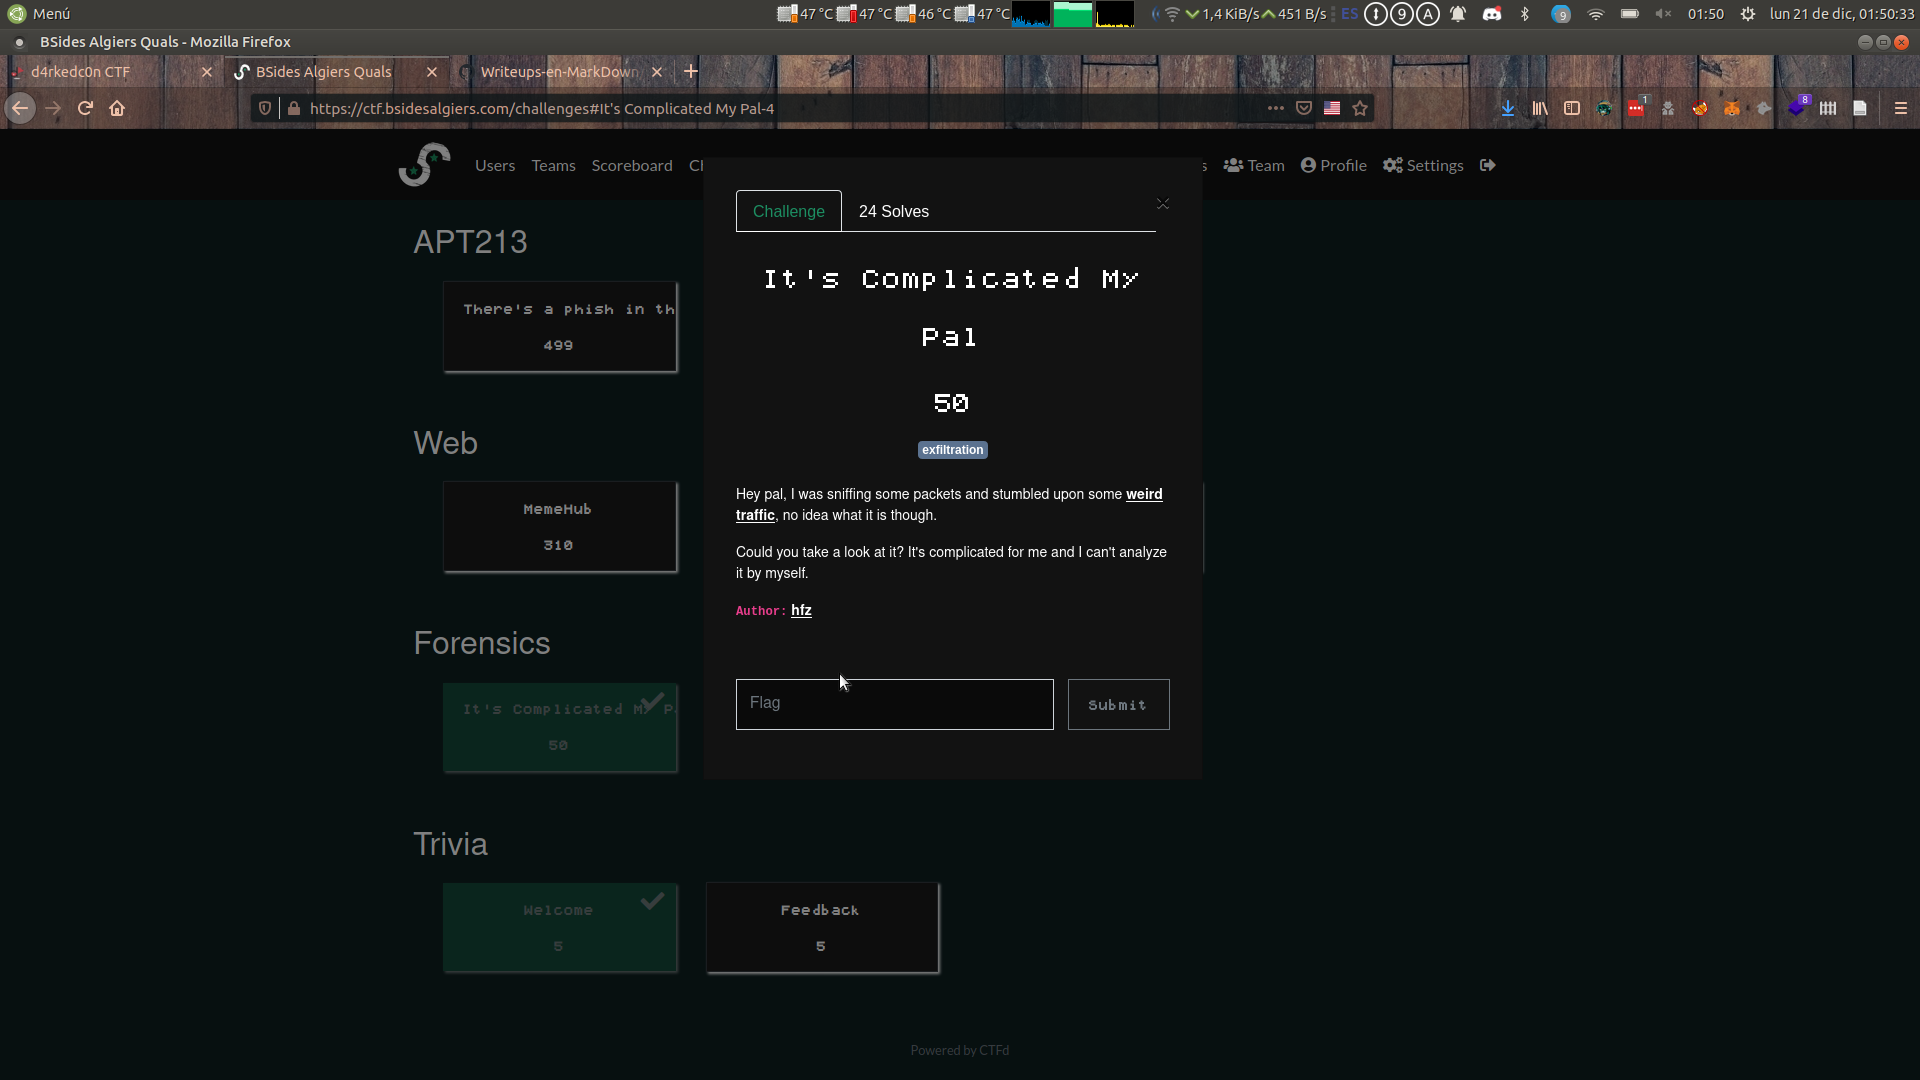 Menú
47 °C 47 °C 46 °C 47 °C 1,4 KiB/s 451 B/s ES 9 A 9 01:50 lun 21 de dic, 01:50:33
BSides Algiers Quals - Mozilla Firefox
d4rkedc0n CTF
BSides Algiers Quals
Writeups-en-MarkDown
https://ctf.bsidesalgiers.com/challenges#It's Complicated My Pal-4
1
8
Users Teams Scoreboard Ch
s Team Profile Settings
Challenge
24 Solves
It's Complicated My
Pal
50
exfiltration
Hey pal, I was sniffing some packets and stumbled upon some weird
traffic, no idea what it is though.
Could you take a look at it? It's complicated for me and I can't analyze
it by myself.
Author: hfz
Flag
Submit
APT213
There's a phish in th
499
Web
MemeHub
310
Forensics
It's Complicated My P
50
Trivia
Welcome
5
Feedback
5
Powered by CTFd